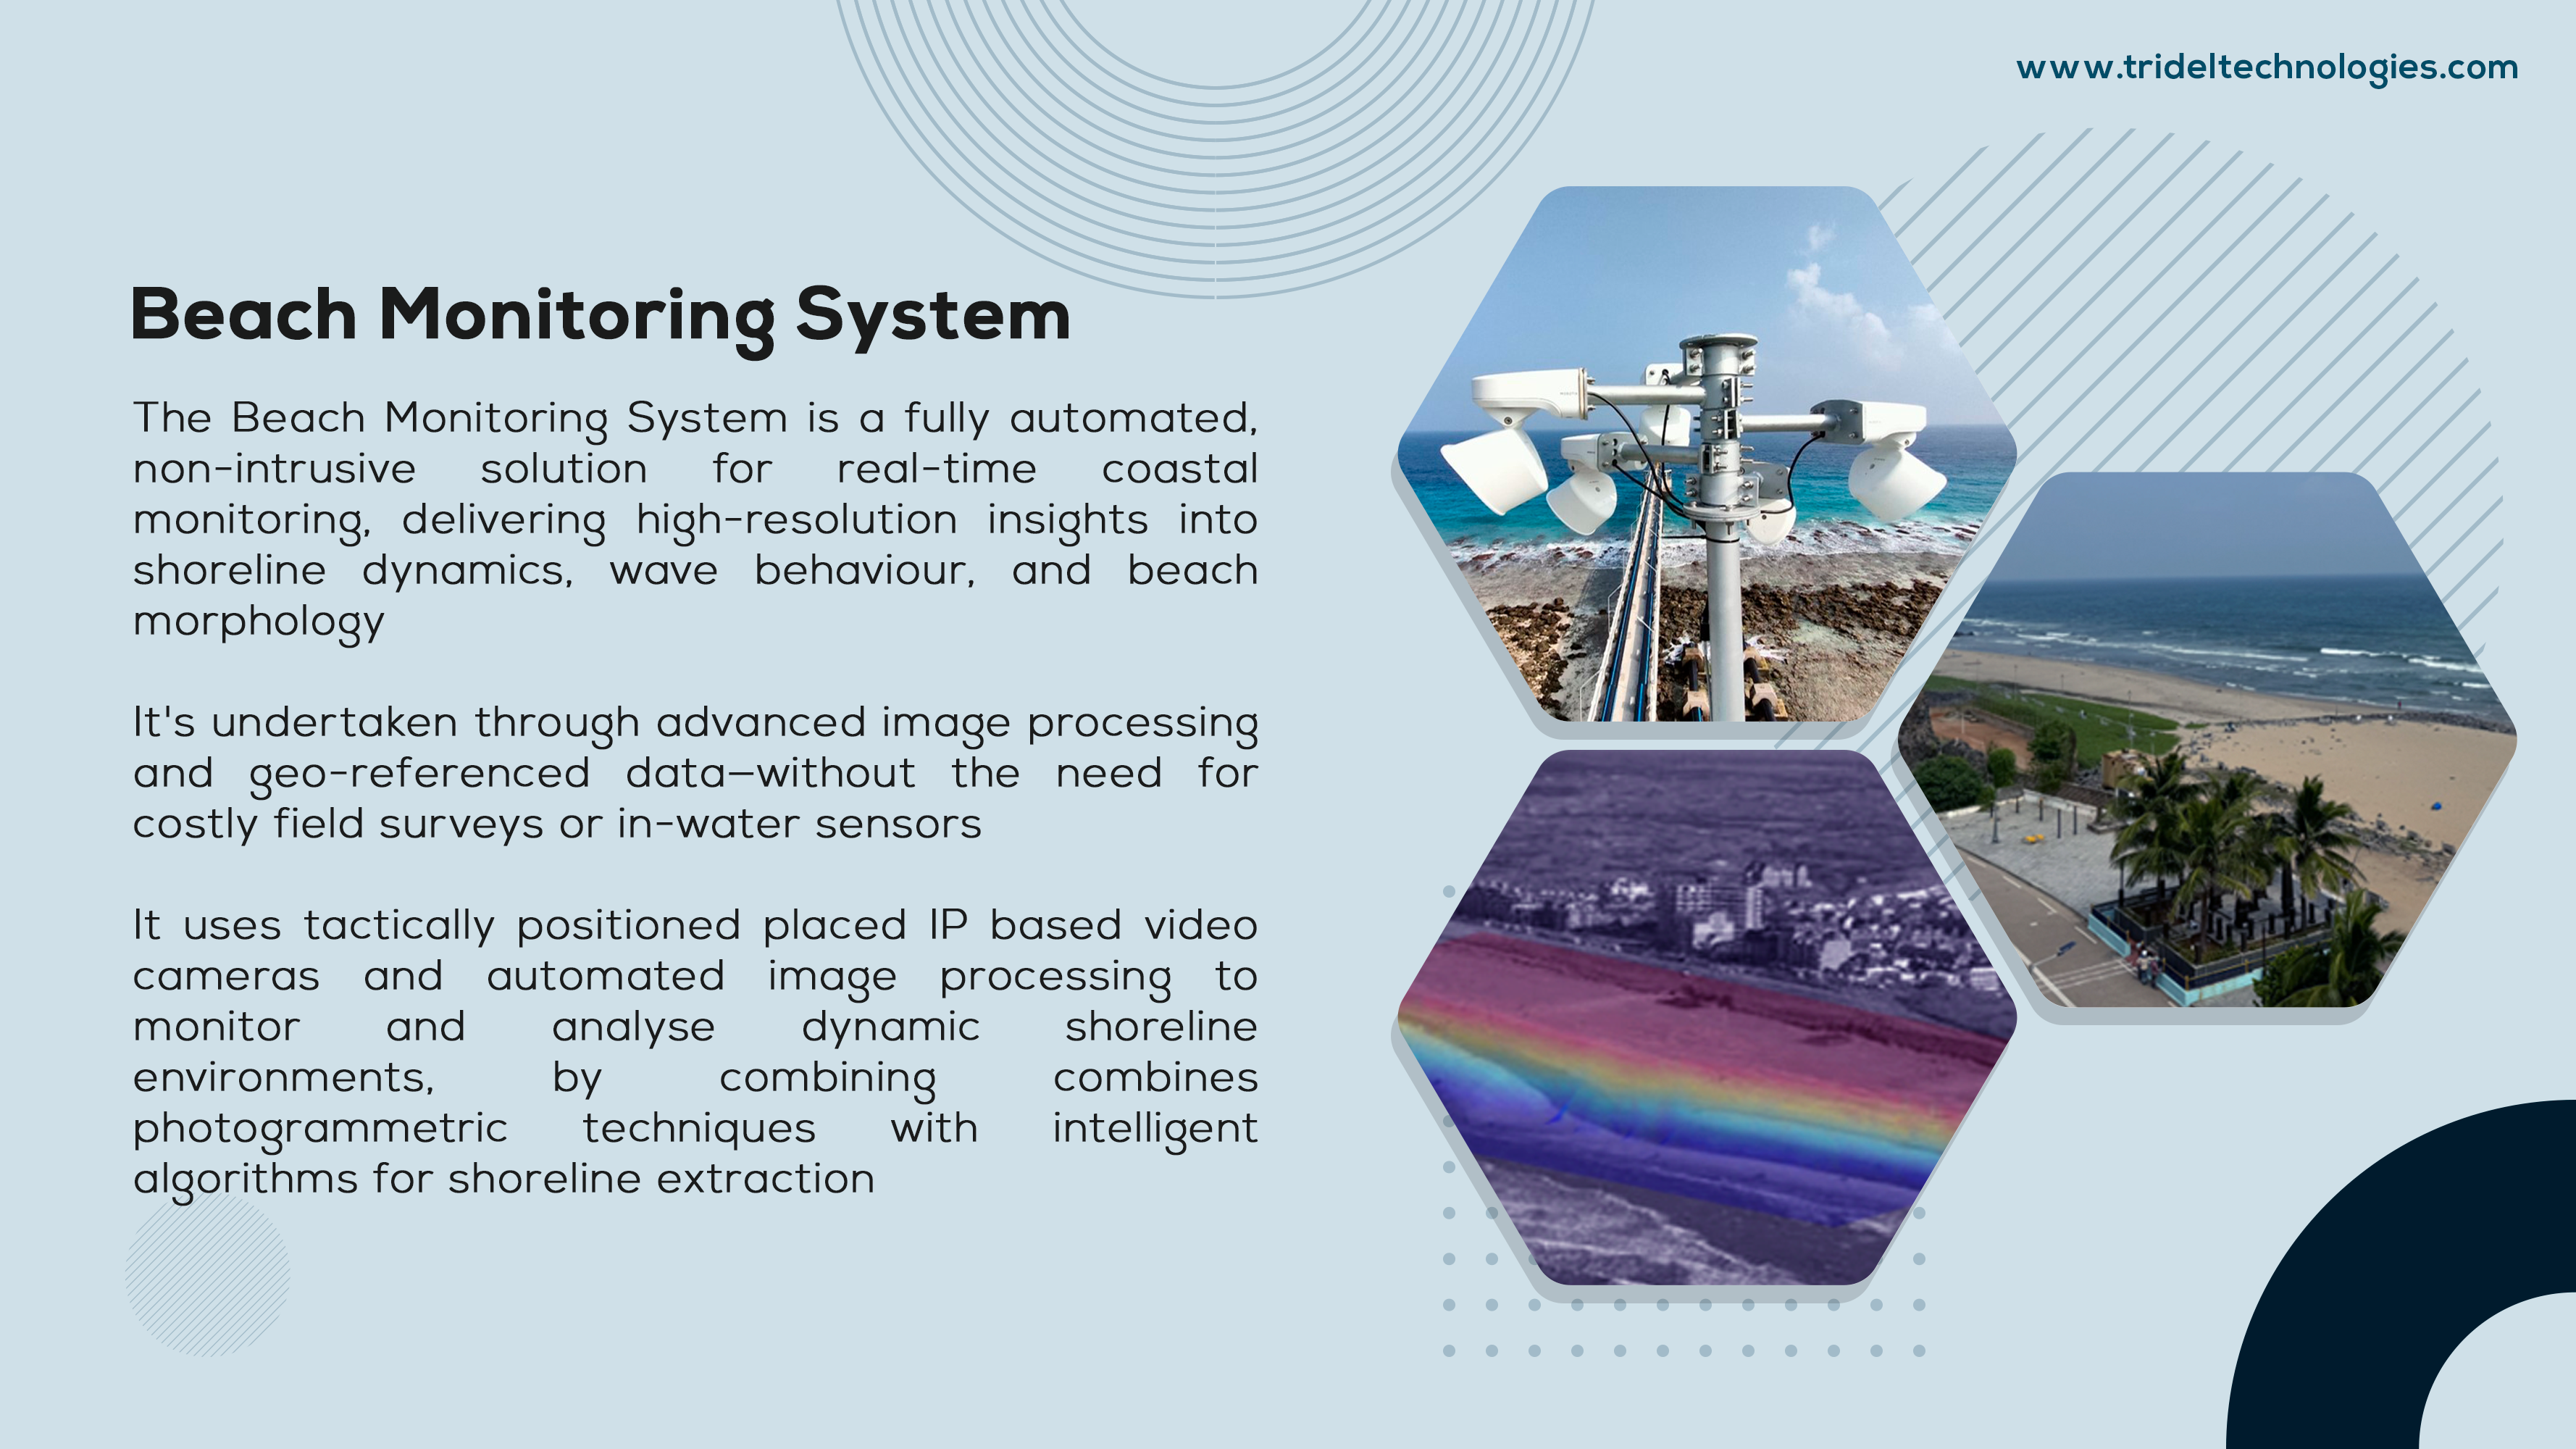 www.trideltechnologies.com
Beach Monitoring System
The Beach Monitoring System is a fully automated,
non-intrusive solution for real-time coastal
monitoring, delivering high-resolution insights into
shoreline dynamics, wave behaviour, and beach
morphology
It's undertaken through advanced image processing
and geo-referenced data—without the need for
costly field surveys or in-water sensors
It uses tactically positioned placed IP based video
cameras and automated image processing to
monitor and analyse dynamic shoreline
environments, by combining combines
photogrammetric techniques with intelligent
algorithms for shoreline extraction